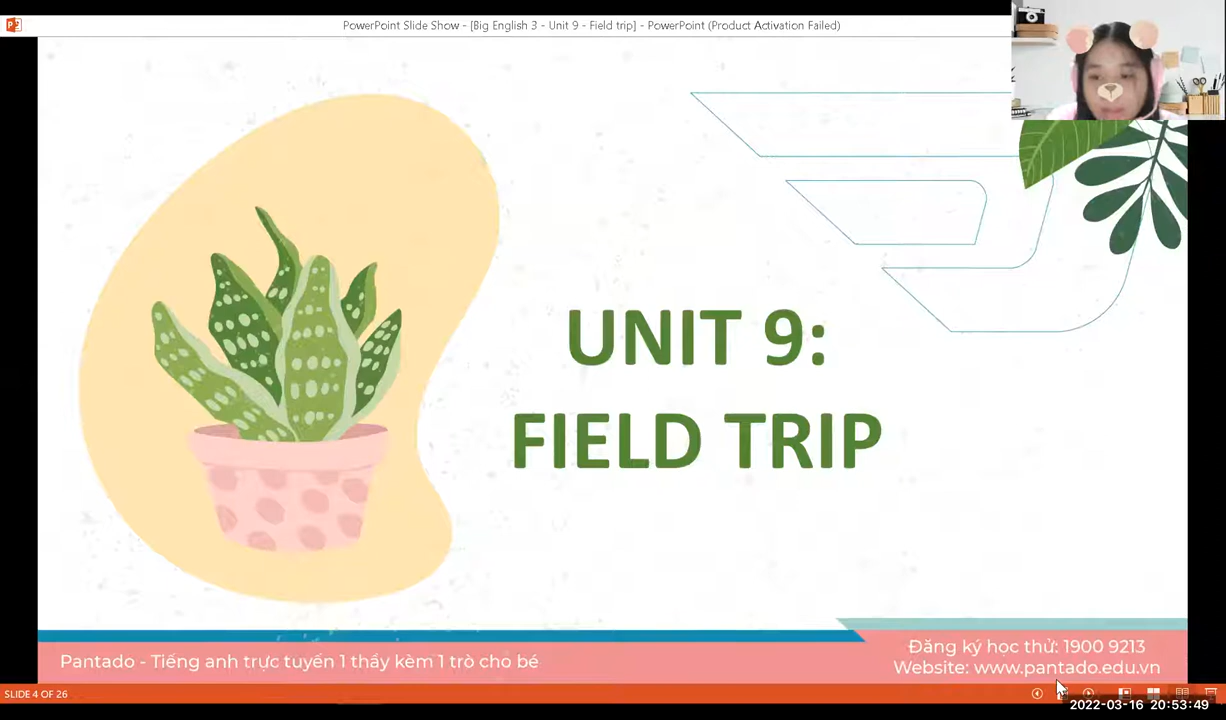 PowerPoint Slide Show - [Big English 3 - Unit 9 - Field trip] - PowerPoint (Product Activation Failed)
UNIT 9:
FIELD TRIP
Pantado - Tiếng anh trực tuyến 1 thầy kèm 1 trò cho bé
Đăng ký học thử: 1900 9213
Website: www.pantado.edu.vn
SLIDE 4 OF 26
2022-03-16 20:53:49